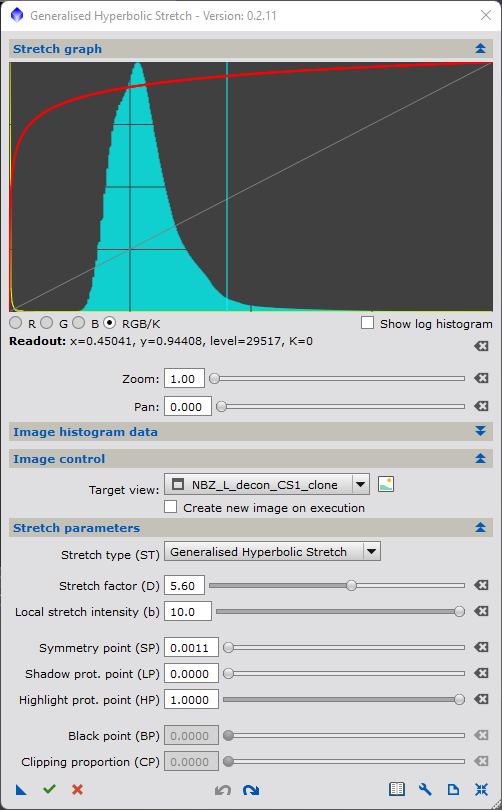 Generalised Hyperbolic Stretch - Version: 0.2.11
Stretch graph
R G B RGB/K Show log histogram
Readout: x=0.45041, y=0.94408, level=29517, K=0
Zoom: 1.00
Pan: 0.000
Image histogram data
Image control
Target view: NBZ_L_decon_CS1_clone
Create new image on execution
Stretch parameters
Stretch type (ST) Generalised Hyperbolic Stretch
Stretch factor (D) 5.60
Local stretch intensity (b) 10.0
Symmetry point (SP) 0.0011
Shadow prot. point (LP) 0.0000
Highlight prot. point (HP) 1.0000
Black point (BP) 0.0000
Clipping proportion (CP) 0.0000